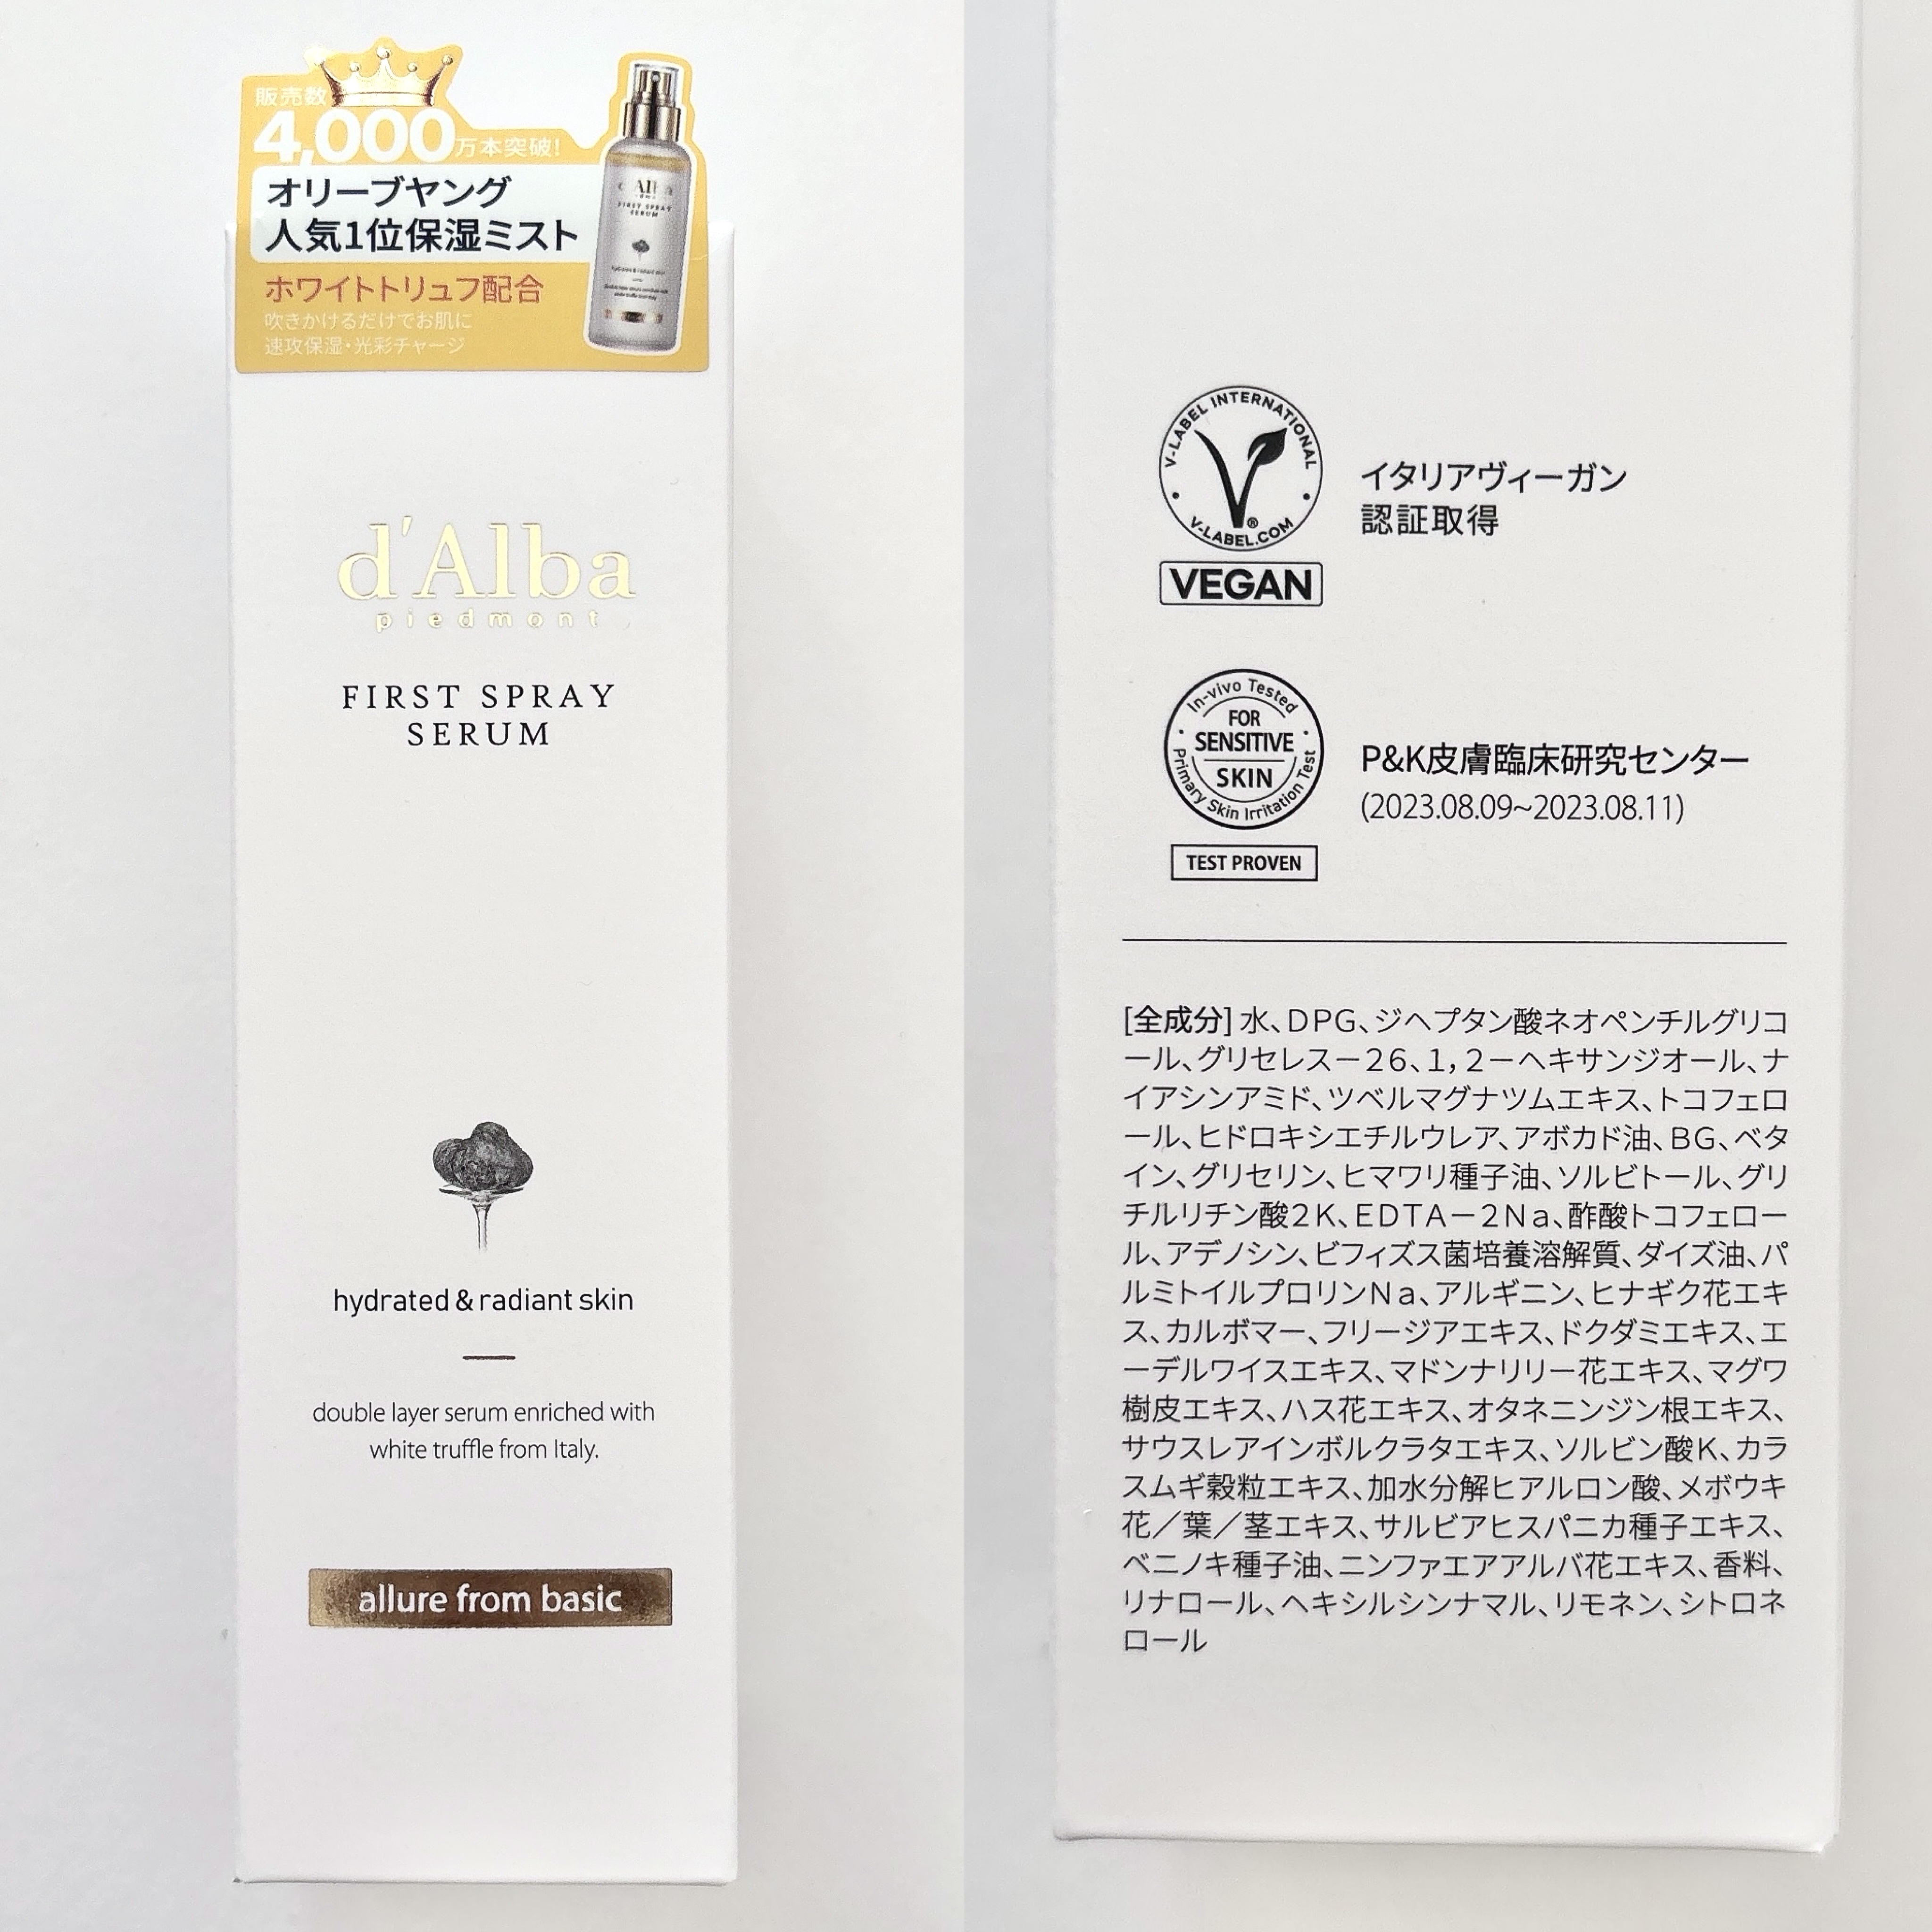 販売数
4,000万本突破!
オリーブヤング
人気1位保湿ミスト
ホワイトトリュフ配合
吹きかけるだけでお肌に
速攻保湿・光彩チャージ
d'Alba
FIRST SPRAY
SERUM
d'Alba
piedmont
FIRST SPRAY
SERUM
hydrated & radiant skin
double layer serum enriched with
white truffle from Italy.
allure from basic
V-LABEL INTERNATIONAL
V-LABEL.COM
VEGAN
イタリアヴィーガン
認証取得
In-vivo Tested
FOR
SENSITIVE
SKIN
Primary Skin Irritation Test
TEST PROVEN
P&K皮膚臨床研究センター
(2023.08.09~2023.08.11)
[全成分] 水、DPG、ジヘプタン酸ネオペンチルグリコ
ール、グリセレス－26、1，2－ヘキサンジオール、ナ
イアシンアミド、ツベルマグナツムエキス、トコフェロ
ール、ヒドロキシエチルウレア、アボカド油、BG、ベタ
イン、グリセリン、ヒマワリ種子油、ソルビトール、グリ
チルリチン酸2K、EDTA－2Na、酢酸トコフェロー
ル、アデノシン、ビフィズス菌培養溶解質、ダイズ油、パ
ルミトイルプロリンNa、アルギニン、ヒナギク花エキ
ス、カルボマー、フリージアエキス、ドクダミエキス、エ
ーデルワイスエキス、マドンナリリー花エキス、マグワ
樹皮エキス、ハス花エキス、オタネニンジン根エキス、
サウスレアインボルクラタエキス、ソルビン酸K、カラ
スムギ穀粒エキス、加水分解ヒアルロン酸、メボウキ
花／葉／茎エキス、サルビアヒスパニカ種子エキス、
ベニノキ種子油、ニンファエアアルバ花エキス、香料、
リナロール、ヘキシルシンナマル、リモネン、シトロネ
ロール